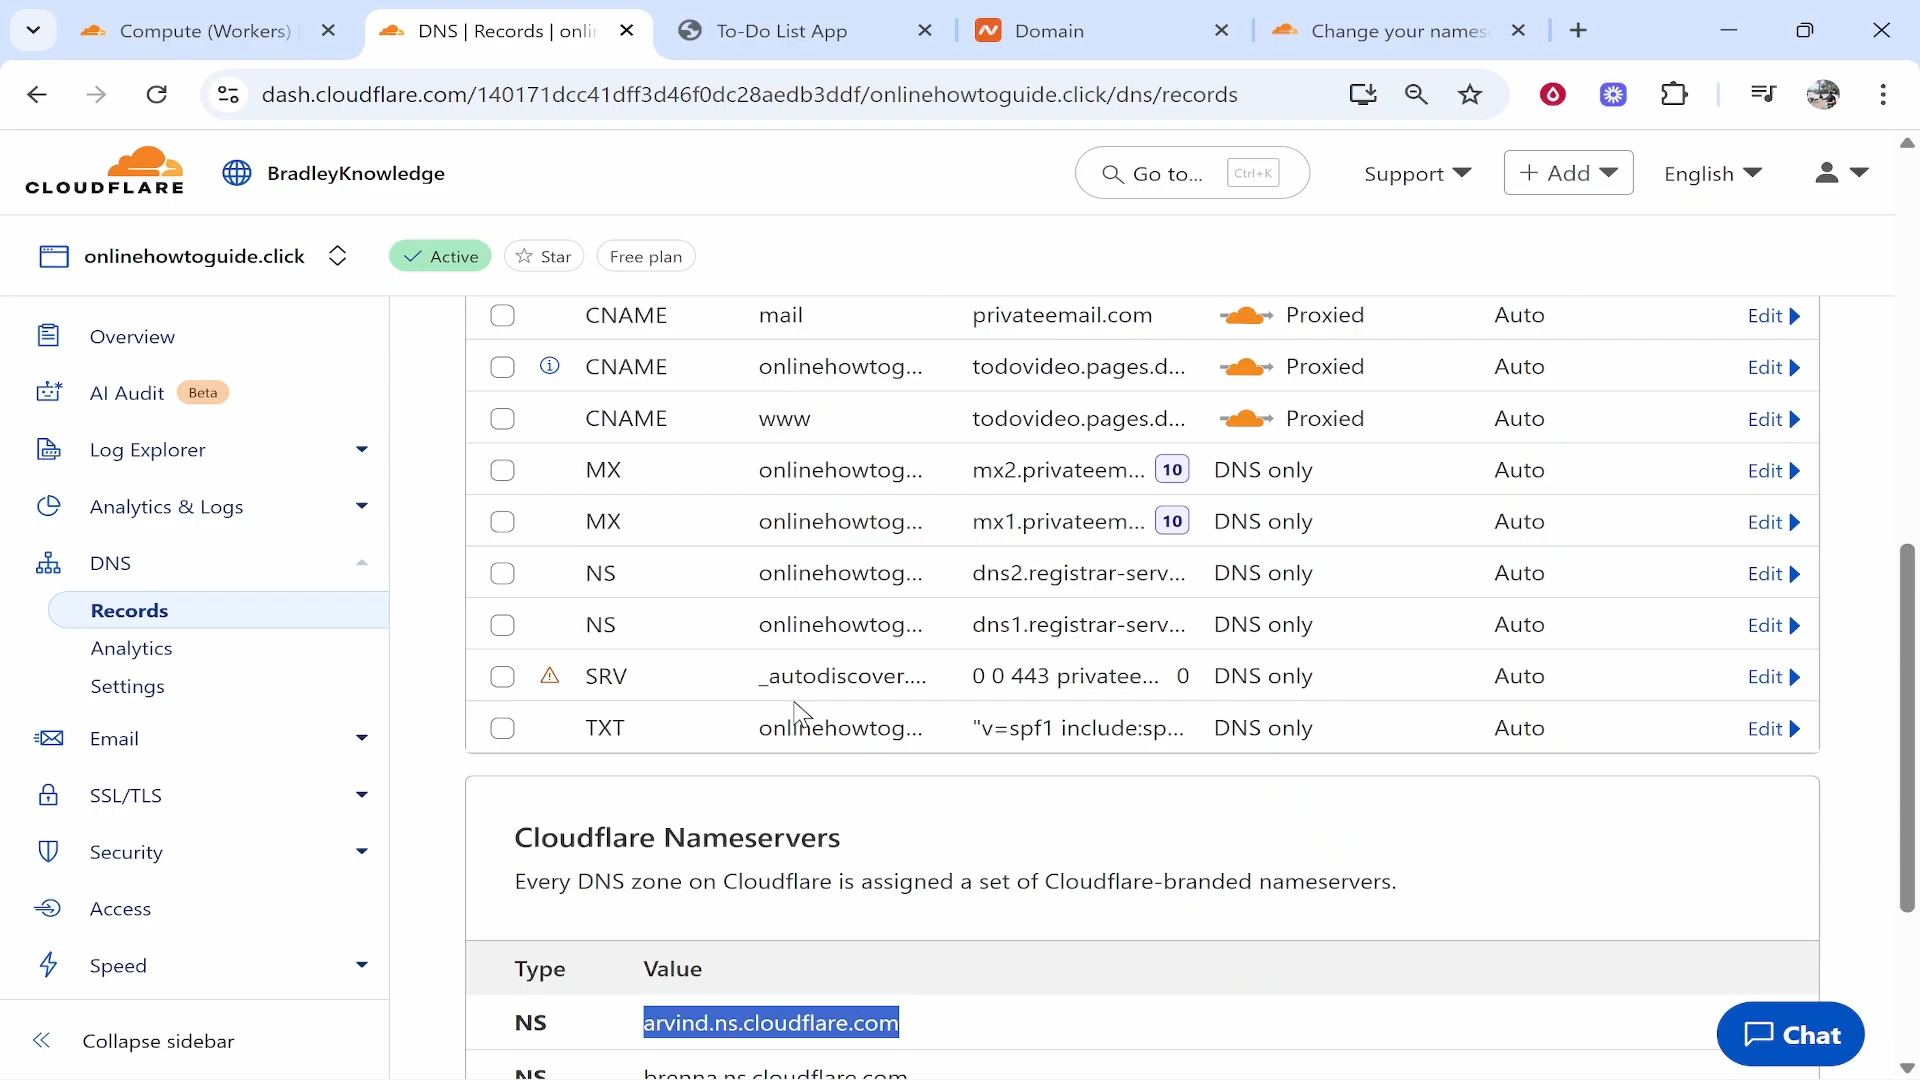 Compute (Workers)
DNS | Records | onli
To-Do List App
Domain
Change your names
dash.cloudflare.com/140171dcc41dff3d46f0dc28aedb3ddf/onlinehowtoguide.click/dns/records
CLOUDFLARE
BradleyKnowledge
Go to...
Ctrl+K
Support
+ Add
English
onlinehowtoguide.click
Active
Star
Free plan
Overview
AI Audit Beta
Log Explorer
Analytics & Logs
DNS
Records
Analytics
Settings
Email
SSL/TLS
Security
Access
Speed
Collapse sidebar
CNAME mail privateemail.com Proxied Auto Edit
CNAME onlinehowtog... todovideo.pages.d... Proxied Auto Edit
CNAME www todovideo.pages.d... Proxied Auto Edit
MX onlinehowtog... mx2.privateem... 10 DNS only Auto Edit
MX onlinehowtog... mx1.privateem... 10 DNS only Auto Edit
NS onlinehowtog... dns2.registrar-serv... DNS only Auto Edit
NS onlinehowtog... dns1.registrar-serv... DNS only Auto Edit
SRV _autodiscover.... 0 0 443 privatee... 0 DNS only Auto Edit
TXT onlinehowtog... "v=spf1 include:sp... DNS only Auto Edit
Cloudflare Nameservers
Every DNS zone on Cloudflare is assigned a set of Cloudflare-branded nameservers.
Type Value
NS arvind.ns.cloudflare.com
NS brenna.ns.cloudflare.com
Chat